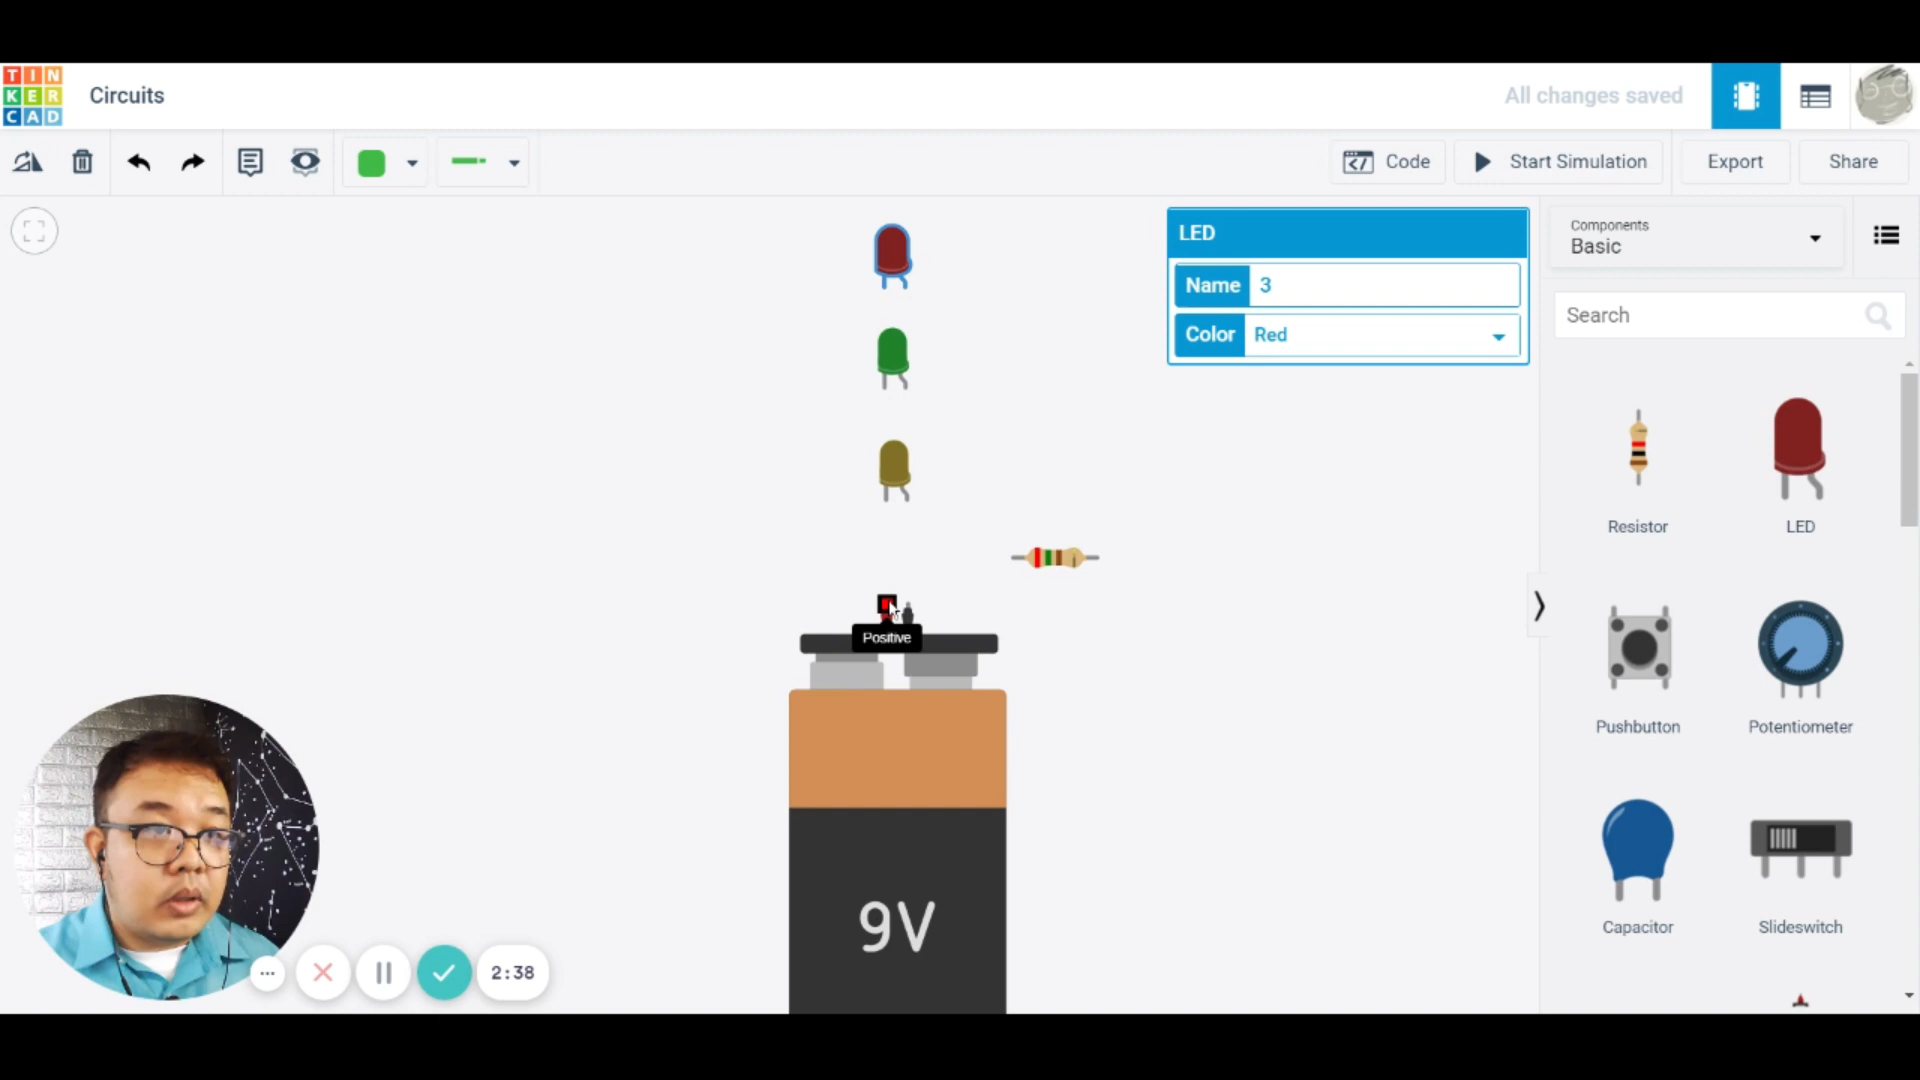 TIN
KER
CAD
Circuits
All changes saved
Code
Start Simulation
Export
Share
LED
Name 3
Color Red
Components
Basic
Search
Resistor
LED
Pushbutton
Potentiometer
Capacitor
Slideswitch
Positive
9V
2:38